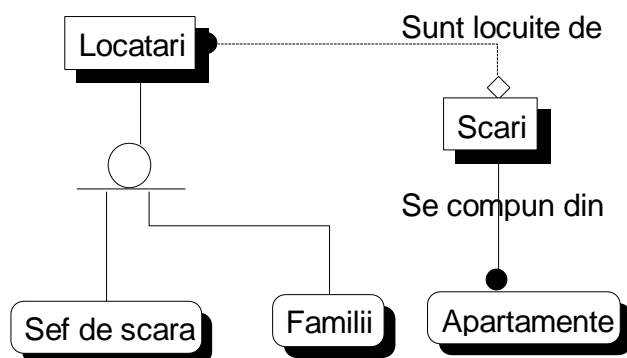 Sunt locuite de
Locatari
Scari
Se compun din
Sef de scara
Familii
Apartamente